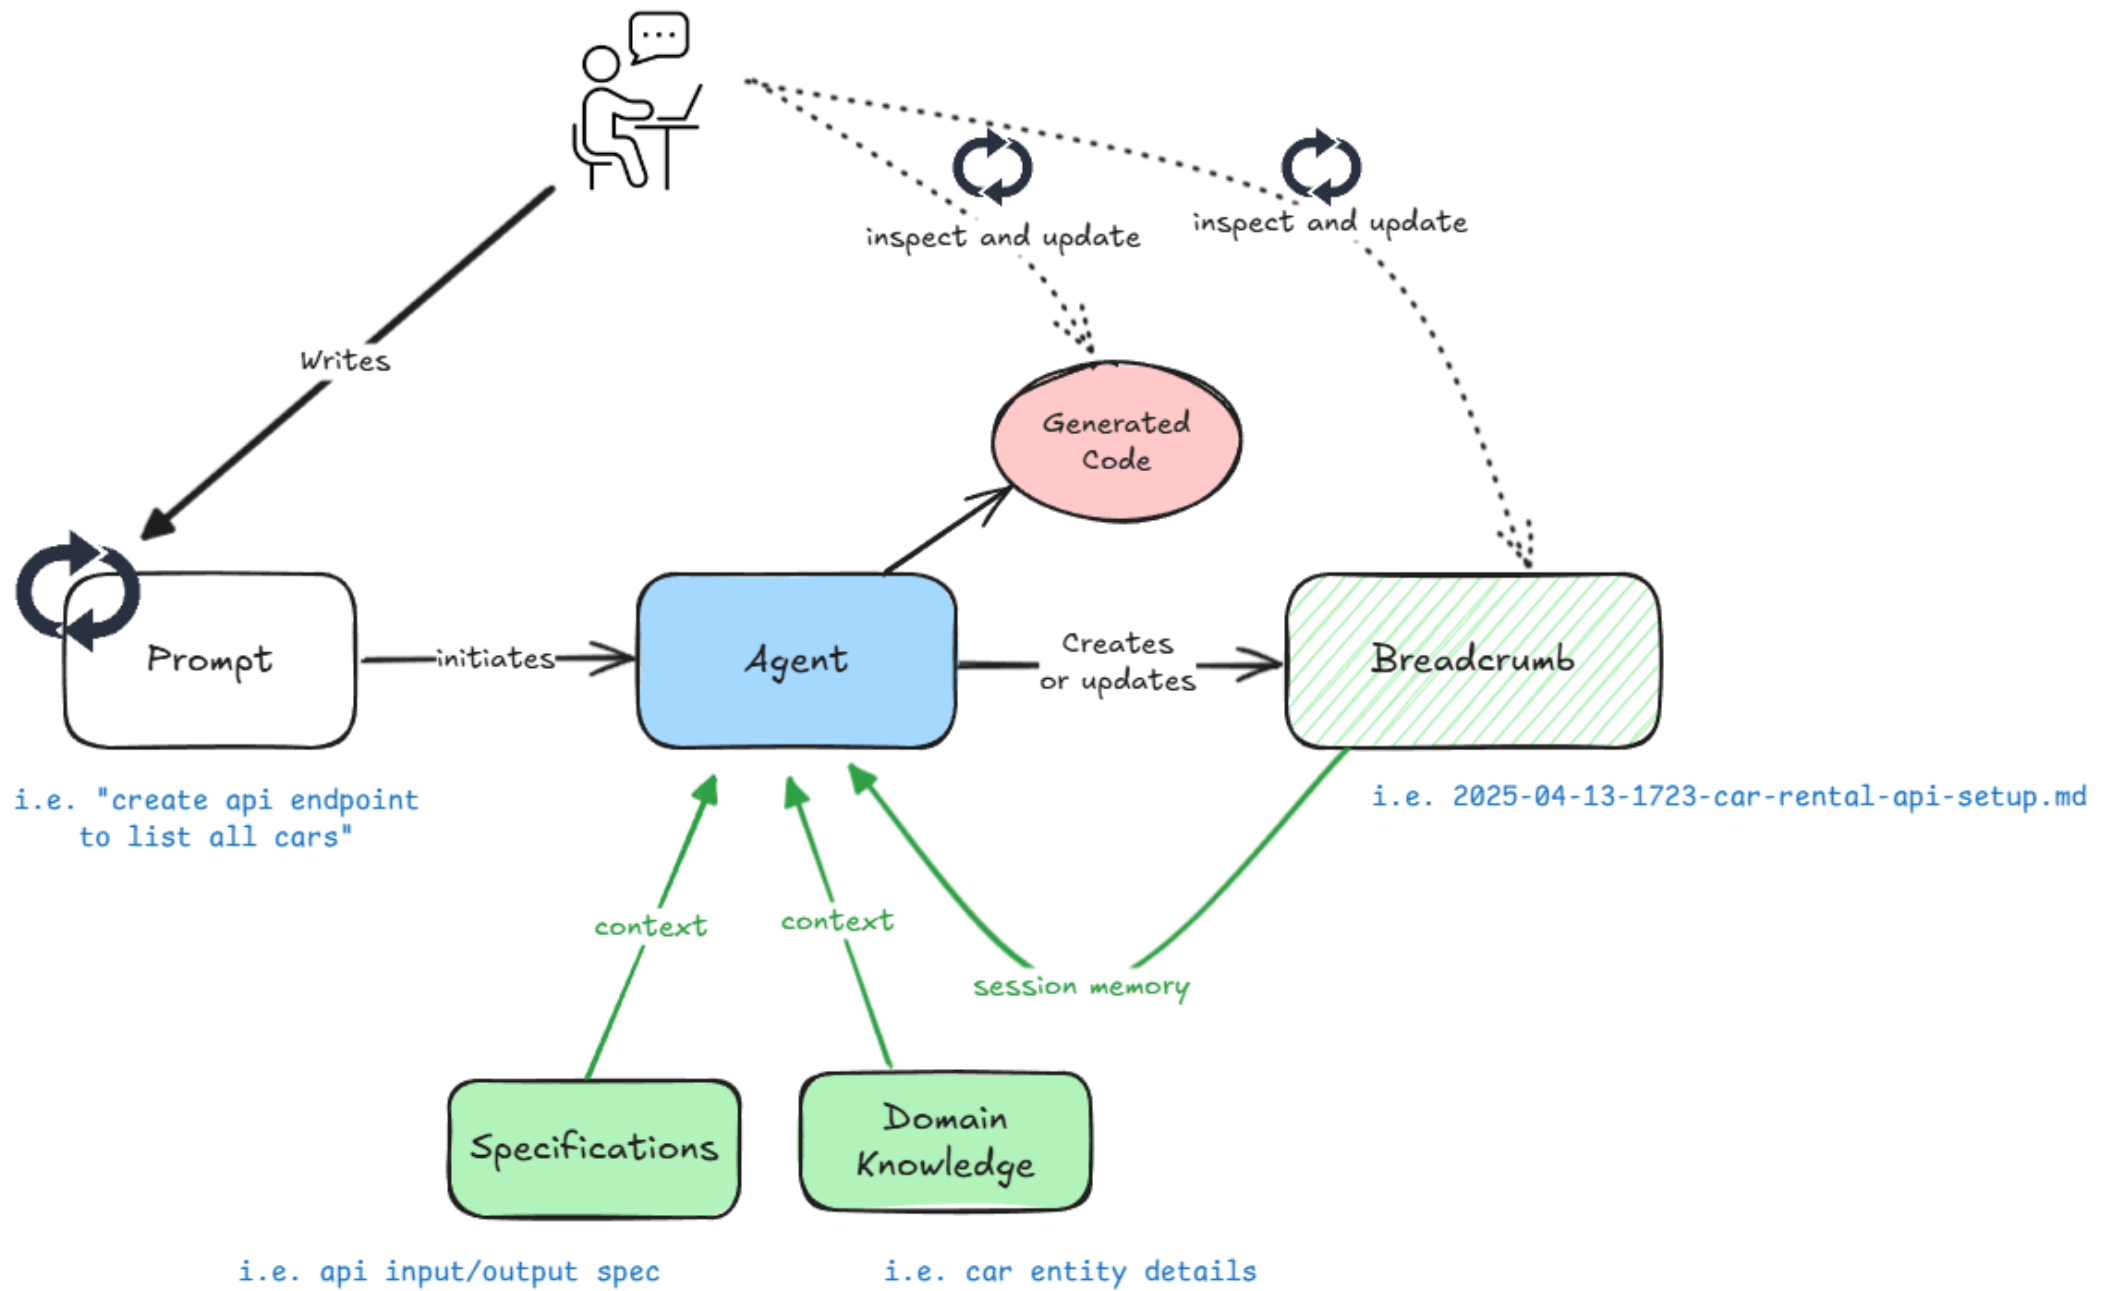 inspect and update
inspect and update
Writes
Generated
Code
Prompt
initiates
Agent
Creates
or updates
Breadcrumb
i.e. "create api endpoint
to list all cars"
i.e. 2025-04-13-1723-car-rental-api-setup.md
context
context
session memory
Specifications
Domain
Knowledge
i.e. api input/output spec
i.e. car entity details